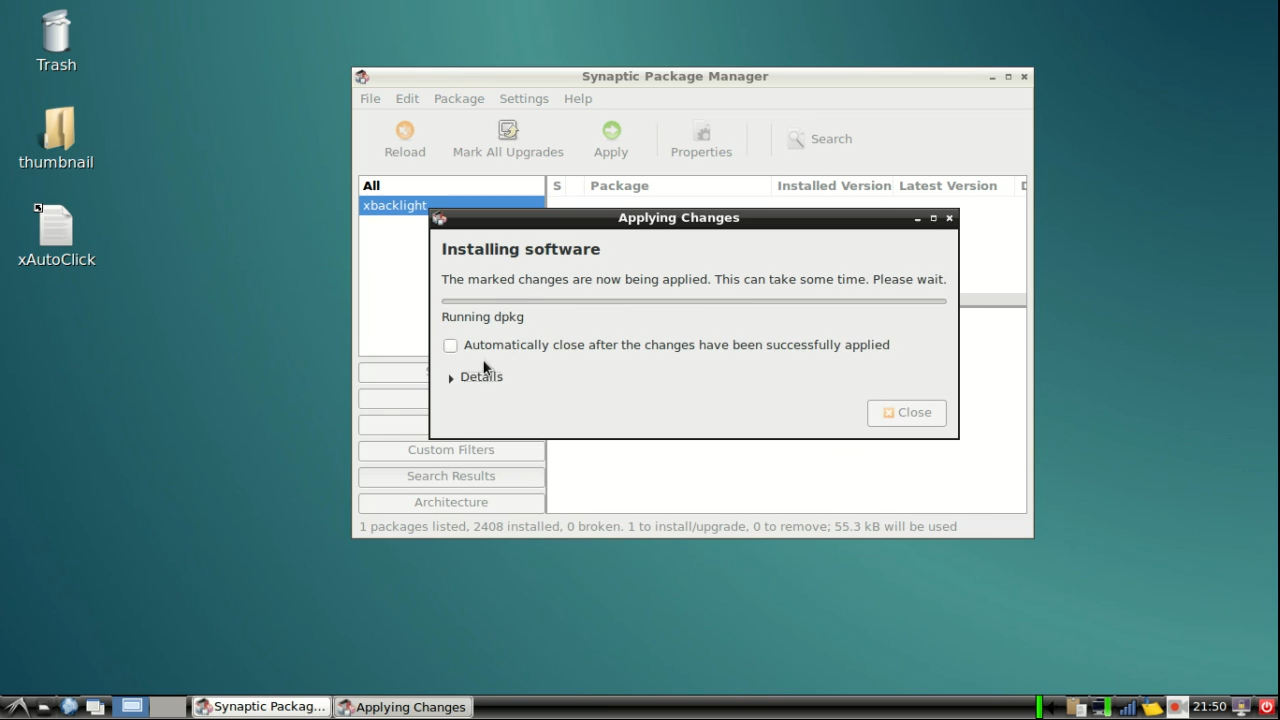 Trash
thumbnail
xAutoClick
Synaptic Package Manager
File Edit Package Settings Help
Reload Mark All Upgrades Apply Properties Search
All
xbacklight
S Package Installed Version Latest Version
Applying Changes
Installing software
The marked changes are now being applied. This can take some time. Please wait.
Running dpkg
Automatically close after the changes have been successfully applied
Details
Close
Custom Filters
Search Results
Architecture
1 packages listed, 2408 installed, 0 broken. 1 to install/upgrade, 0 to remove; 55.3 kB will be used
Synaptic Packag... Applying Changes 21:50